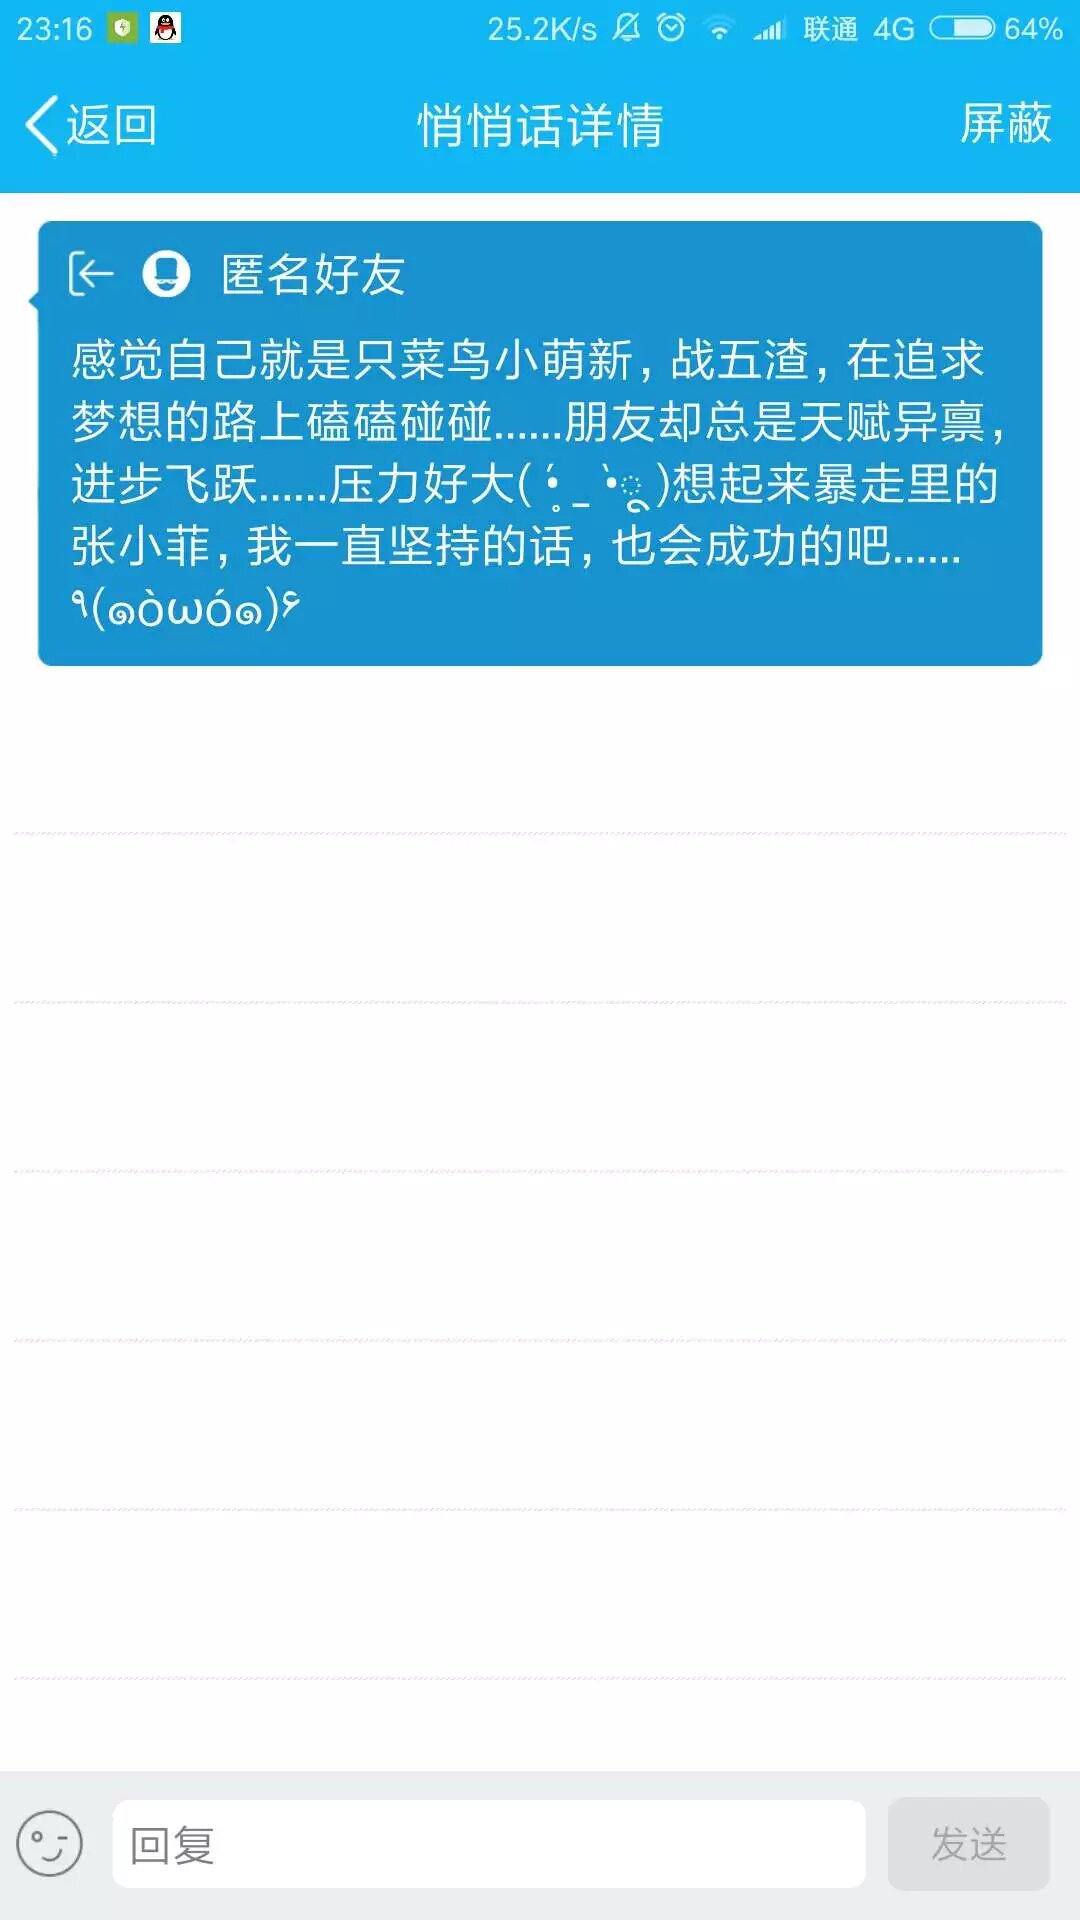 23:16 25.2K/s 联通 4G 64%
返回 悄悄话详情 屏蔽
匿名好友
感觉自己就是只菜鸟小萌新，战五渣，在追求
梦想的路上磕磕碰碰......朋友却总是天赋异禀，
进步飞跃......压力好大( •̥́ ˍ •̀ू )想起来暴走里的
张小菲，我一直坚持的话，也会成功的吧......
٩(๑òωó๑)۶
回复 发送